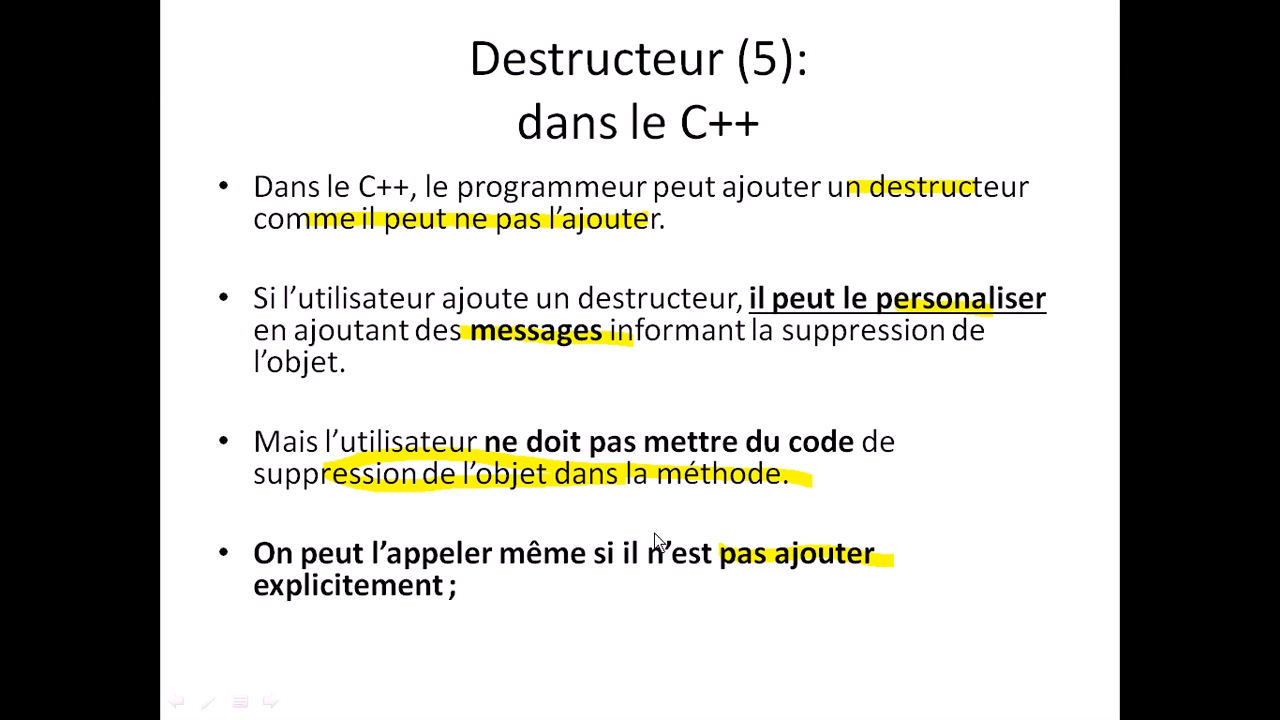 Destructeur (5):
dans le C++
• Dans le C++, le programmeur peut ajouter un destructeur
comme il peut ne pas l’ajouter.
• Si l’utilisateur ajoute un destructeur, il peut le personaliser
en ajoutant des messages informant la suppression de
l’objet.
• Mais l’utilisateur ne doit pas mettre du code de
suppression de l’objet dans la méthode.
• On peut l’appeler même si il n’est pas ajouter
explicitement ;